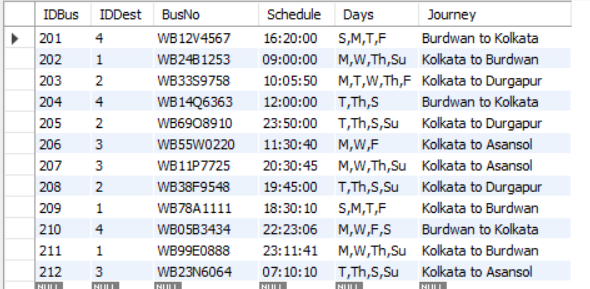 IDBus IDDest BusNo Schedule Days Journey
201 4 WB12V4567 16:20:00 S,M,T,F Burdwan to Kolkata
202 1 WB24B1253 09:00:00 M,W,Th,Su Kolkata to Burdwan
203 2 WB33S9758 10:05:50 M,T,W,Th,F Kolkata to Durgapur
204 4 WB14Q6363 12:00:00 T,Th,S Burdwan to Kolkata
205 2 WB69O8910 23:50:00 T,Th,S,Su Kolkata to Durgapur
206 3 WB55W0220 11:30:40 M,W,F Kolkata to Asansol
207 3 WB11P7725 20:30:45 M,W,Th,Su Kolkata to Asansol
208 2 WB38F9548 19:45:00 T,Th,S,Su Kolkata to Durgapur
209 1 WB78A1111 18:30:10 S,M,T,F Kolkata to Burdwan
210 4 WB05B3434 22:23:06 M,W,F,S Burdwan to Kolkata
211 1 WB99E0888 23:11:41 M,W,Th,Su Kolkata to Burdwan
212 3 WB23N6064 07:10:10 T,Th,S,Su Kolkata to Asansol
NULL NULL NULL NULL NULL NULL